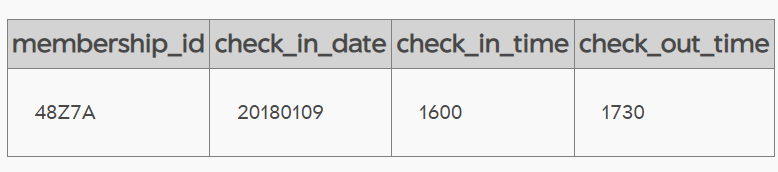 membership_id check_in_date check_in_time check_out_time
48Z7A 20180109 1600 1730